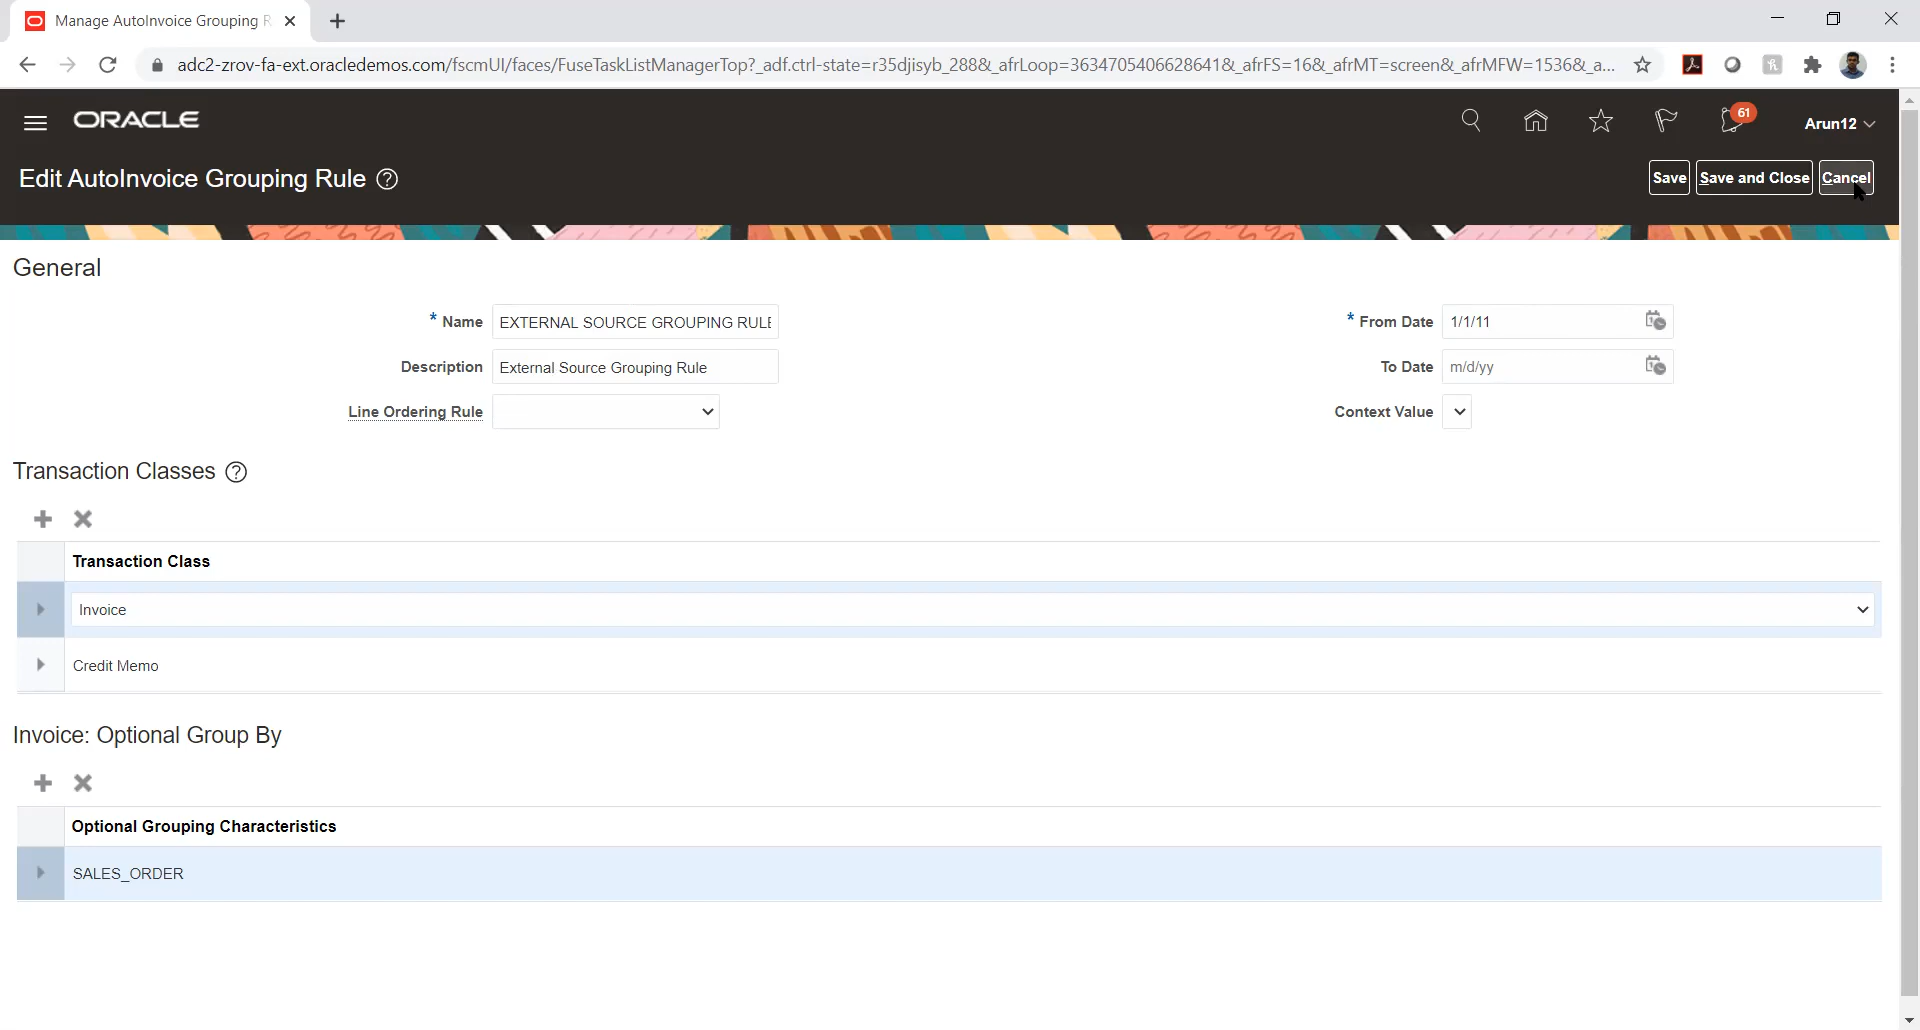 Manage AutoInvoice Grouping R
adc2-zrov-fa-ext.oracledemos.com/fscmUI/faces/FuseTaskListManagerTop?_adf.ctrl-state=r35djisyb_288&_afrLoop=3634705406628641&_afrFS=16&_afrMT=screen&_afrMFW=1536&_a...
ORACLE
61
Arun12
Edit AutoInvoice Grouping Rule
Save
Save and Close
Cancel
General
* Name EXTERNAL SOURCE GROUPING RULE
* From Date 1/1/11
Description External Source Grouping Rule
To Date m/d/yy
Line Ordering Rule
Context Value
Transaction Classes
Transaction Class
Invoice
Credit Memo
Invoice: Optional Group By
Optional Grouping Characteristics
SALES_ORDER